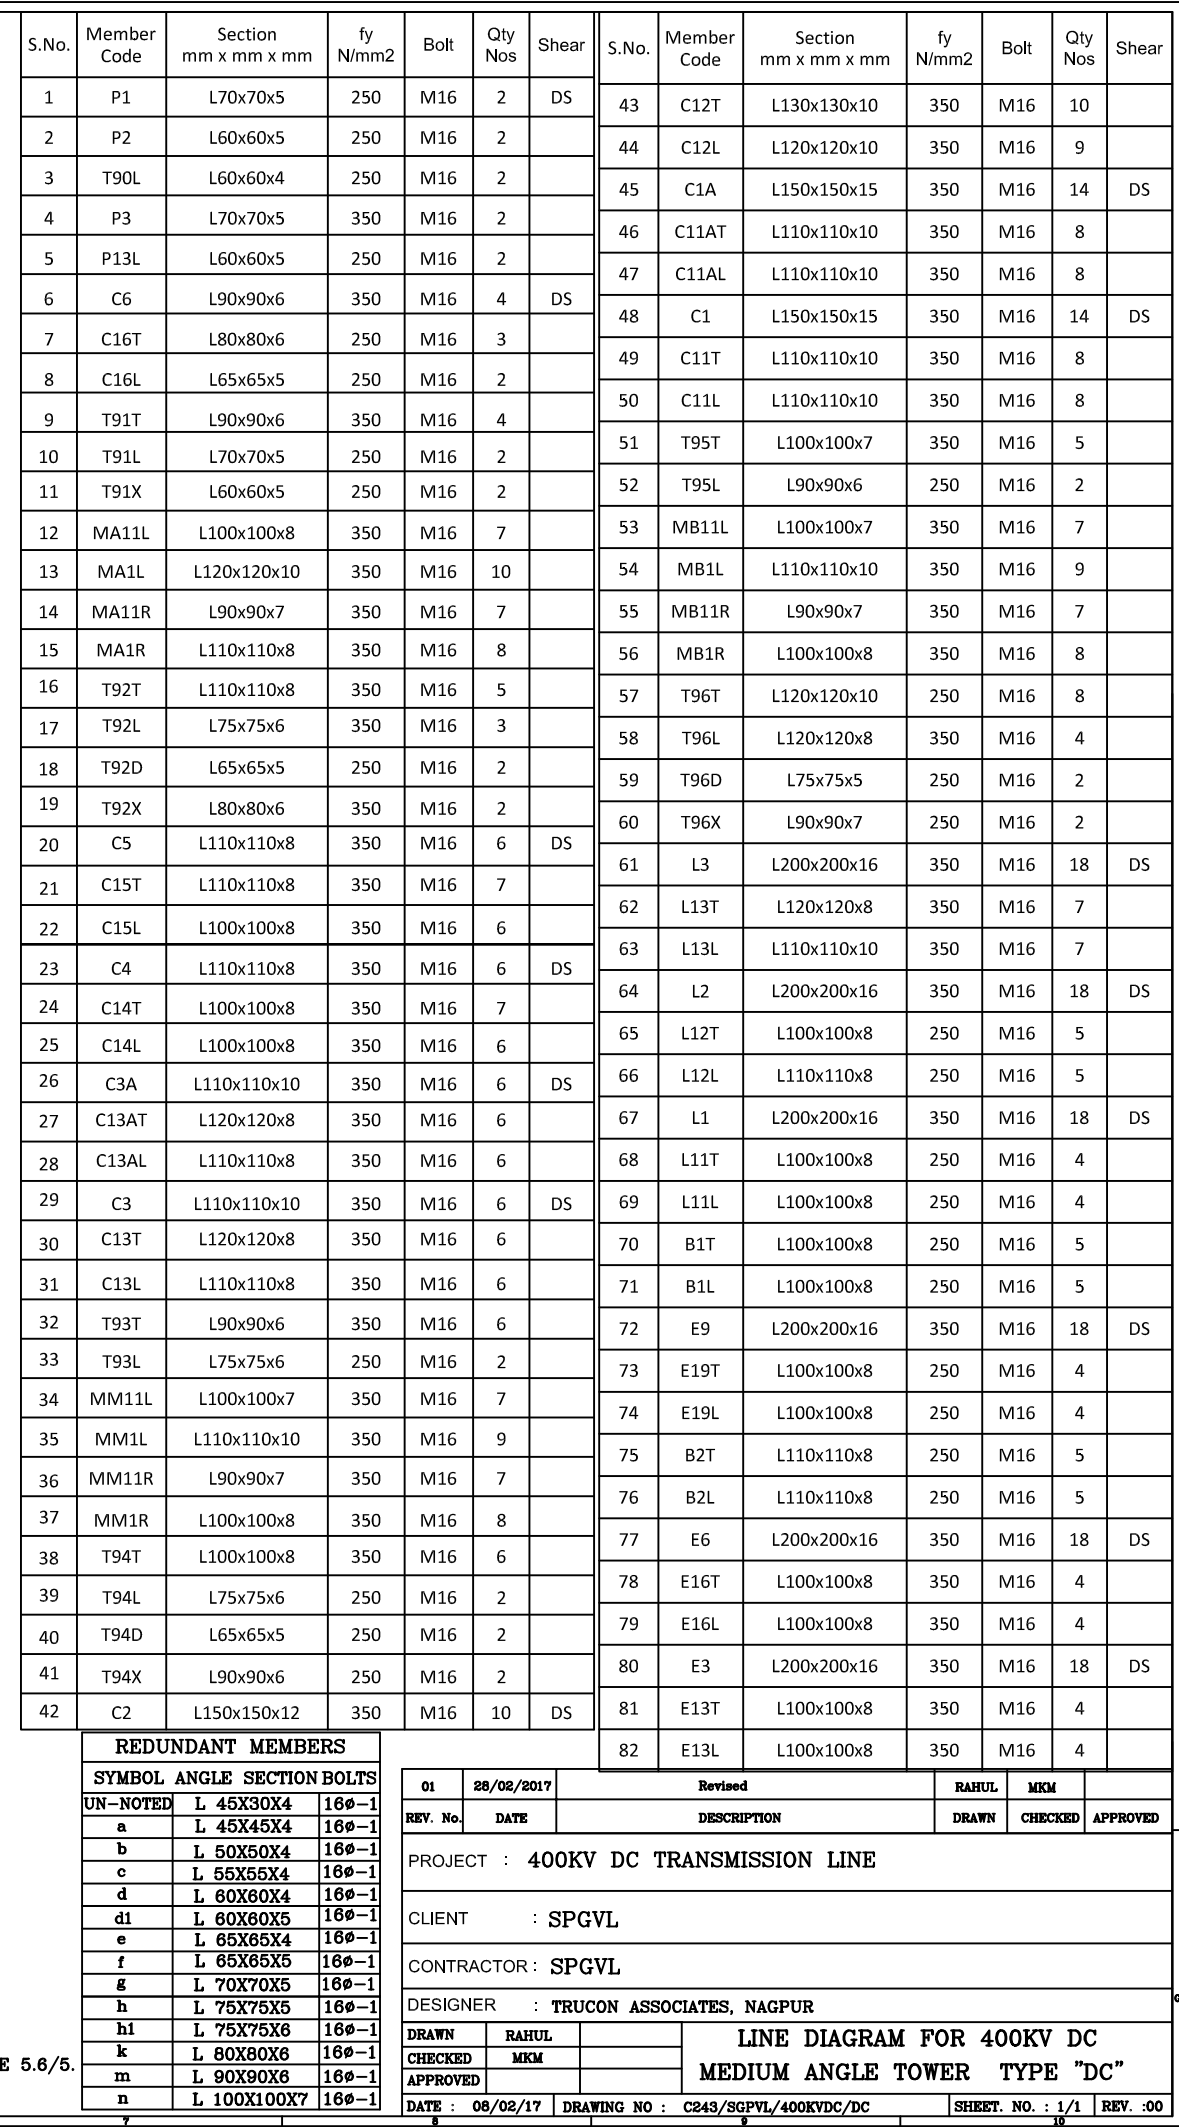 S.No. Member Code Section mm x mm x mm fy N/mm2 Bolt Qty Nos Shear
1 P1 L70x70x5 250 M16 2 DS
2 P2 L60x60x5 250 M16 2
3 T90L L60x60x4 250 M16 2
4 P3 L70x70x5 350 M16 2
5 P13L L60x60x5 250 M16 2
6 C6 L90x90x6 350 M16 4 DS
7 C16T L80x80x6 250 M16 3
8 C16L L65x65x5 250 M16 2
9 T91T L90x90x6 350 M16 4
10 T91L L70x70x5 250 M16 2
11 T91X L60x60x5 250 M16 2
12 MA11L L100x100x8 350 M16 7
13 MA1L L120x120x10 350 M16 10
14 MA11R L90x90x7 350 M16 7
15 MA1R L110x110x8 350 M16 8
16 T92T L110x110x8 350 M16 5
17 T92L L75x75x6 350 M16 3
18 T92D L65x65x5 250 M16 2
19 T92X L80x80x6 350 M16 2
20 C5 L110x110x8 350 M16 6 DS
21 C15T L110x110x8 350 M16 7
22 C15L L100x100x8 350 M16 6
23 C4 L110x110x8 350 M16 6 DS
24 C14T L100x100x8 350 M16 7
25 C14L L100x100x8 350 M16 6
26 C3A L110x110x10 350 M16 6 DS
27 C13AT L120x120x8 350 M16 6
28 C13AL L110x110x8 350 M16 6
29 C3 L110x110x10 350 M16 6 DS
30 C13T L120x120x8 350 M16 6
31 C13L L110x110x8 350 M16 6
32 T93T L90x90x6 350 M16 6
33 T93L L75x75x6 250 M16 2
34 MM11L L100x100x7 350 M16 7
35 MM1L L110x110x10 350 M16 9
36 MM11R L90x90x7 350 M16 7
37 MM1R L100x100x8 350 M16 8
38 T94T L100x100x8 350 M16 6
39 T94L L75x75x6 250 M16 2
40 T94D L65x65x5 250 M16 2
41 T94X L90x90x6 250 M16 2
42 C2 L150x150x12 350 M16 10 DS
S.No. Member Code Section mm x mm x mm fy N/mm2 Bolt Qty Nos Shear
43 C12T L130x130x10 350 M16 10
44 C12L L120x120x10 350 M16 9
45 C1A L150x150x15 350 M16 14 DS
46 C11AT L110x110x10 350 M16 8
47 C11AL L110x110x10 350 M16 8
48 C1 L150x150x15 350 M16 14 DS
49 C11T L110x110x10 350 M16 8
50 C11L L110x110x10 350 M16 8
51 T95T L100x100x7 350 M16 5
52 T95L L90x90x6 250 M16 2
53 MB11L L100x100x7 350 M16 7
54 MB1L L110x110x10 350 M16 9
55 MB11R L90x90x7 350 M16 7
56 MB1R L100x100x8 350 M16 8
57 T96T L120x120x10 250 M16 8
58 T96L L120x120x8 350 M16 4
59 T96D L75x75x5 250 M16 2
60 T96X L90x90x7 250 M16 2
61 L3 L200x200x16 350 M16 18 DS
62 L13T L120x120x8 350 M16 7
63 L13L L110x110x10 350 M16 7
64 L2 L200x200x16 350 M16 18 DS
65 L12T L100x100x8 250 M16 5
66 L12L L110x110x8 250 M16 5
67 L1 L200x200x16 350 M16 18 DS
68 L11T L100x100x8 250 M16 4
69 L11L L100x100x8 250 M16 4
70 B1T L100x100x8 250 M16 5
71 B1L L100x100x8 250 M16 5
72 E9 L200x200x16 350 M16 18 DS
73 E19T L100x100x8 250 M16 4
74 E19L L100x100x8 250 M16 4
75 B2T L110x110x8 250 M16 5
76 B2L L110x110x8 250 M16 5
77 E6 L200x200x16 350 M16 18 DS
78 E16T L100x100x8 350 M16 4
79 E16L L100x100x8 350 M16 4
80 E3 L200x200x16 350 M16 18 DS
81 E13T L100x100x8 350 M16 4
82 E13L L100x100x8 350 M16 4
REDUNDANT MEMBERS
SYMBOL ANGLE SECTION BOLTS
UN-NOTED L 45X30X4 16ø-1
a L 45X45X4 16ø-1
b L 50X50X4 16ø-1
c L 55X55X4 16ø-1
d L 60X60X4 16ø-1
d1 L 60X60X5 16ø-1
e L 65X65X4 16ø-1
f L 65X65X5 16ø-1
g L 70X70X5 16ø-1
h L 75X75X5 16ø-1
h1 L 75X75X6 16ø-1
k L 80X80X6 16ø-1
m L 90X90X6 16ø-1
n L 100X100X7 16ø-1
E 5.6/5.
01 28/02/2017 Revised RAHUL MKM
REV. No. DATE DESCRIPTION DRAWN CHECKED APPROVED
PROJECT : 400KV DC TRANSMISSION LINE
CLIENT : SPGVL
CONTRACTOR : SPGVL
DESIGNER : TRUCON ASSOCIATES, NAGPUR
DRAWN RAHUL
CHECKED MKM
APPROVED
LINE DIAGRAM FOR 400KV DC
MEDIUM ANGLE TOWER TYPE "DC"
DATE : 08/02/17 DRAWING NO : C243/SGPVL/400KVDC/DC SHEET. NO. : 1/1 REV. :00
7 8 9 10